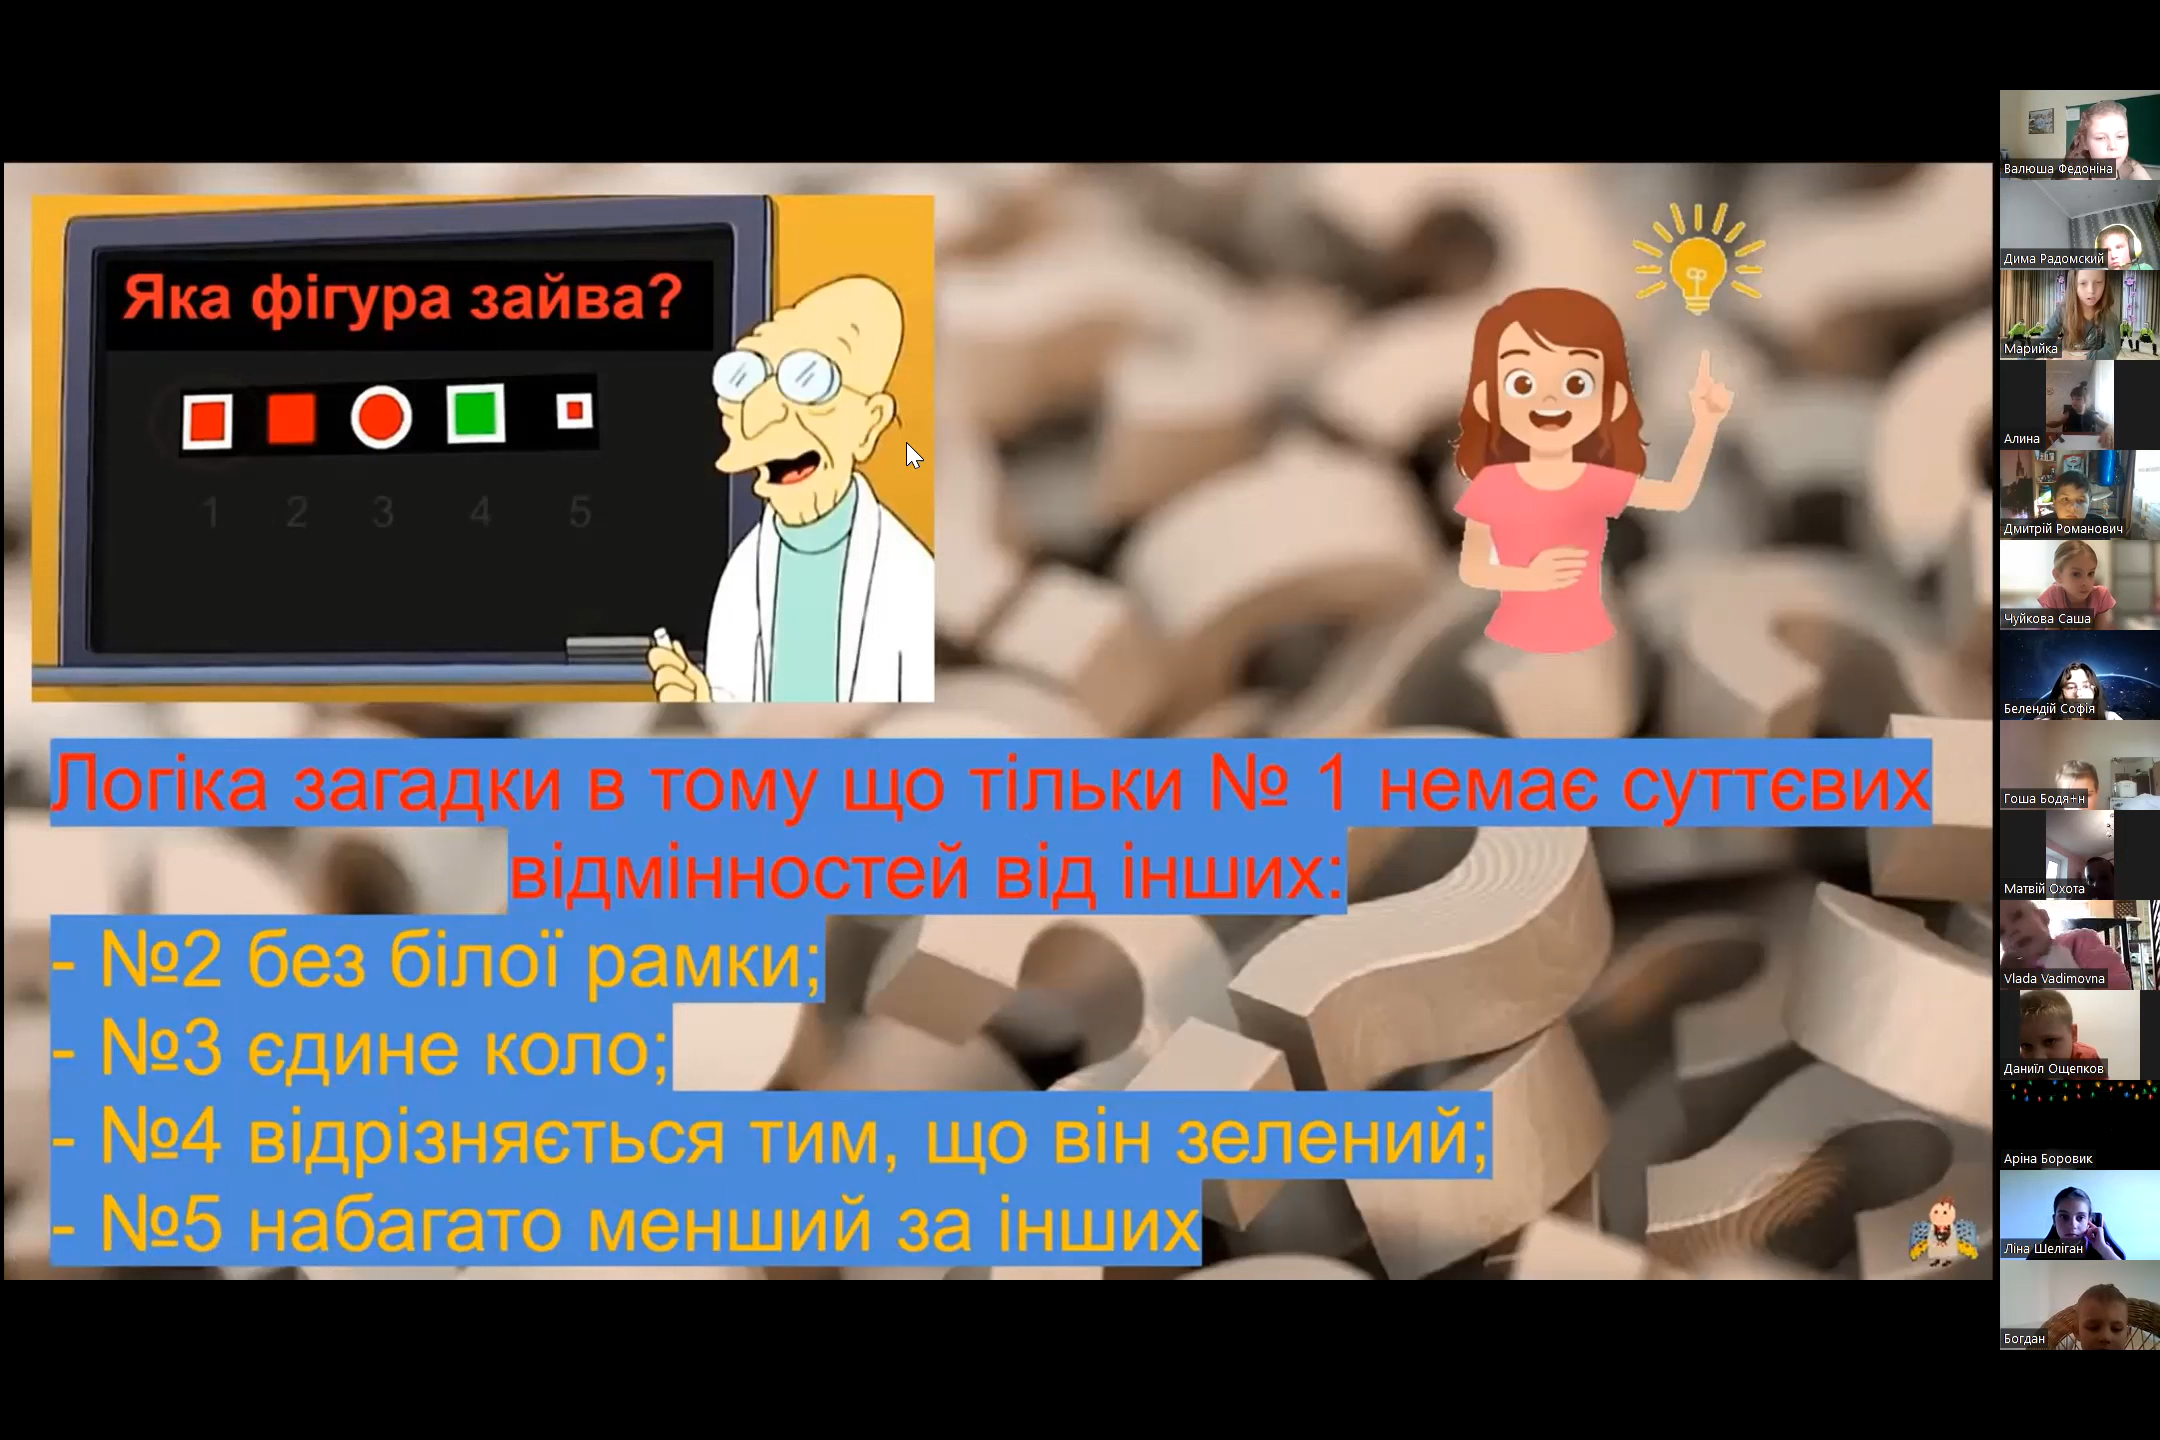 Яка фігура зайва?
1 2 3 4 5
Логіка загадки в тому що тільки № 1 немає суттєвих
відмінностей від інших:
- №2 без білої рамки;
- №3 єдине коло;
- №4 відрізняється тим, що він зелений;
- №5 набагато менший за інших
Валюша Федоніна
Дима Радомский
Марийка
Алина
Дмитрій Романович
Чуйкова Саша
Белендій Софія
Гоша Бодя+н
Матвій Охота
Vlada Vadimovna
Даниїл Ощепков
Аріна Боровик
Ліна Шеліган
Богдан